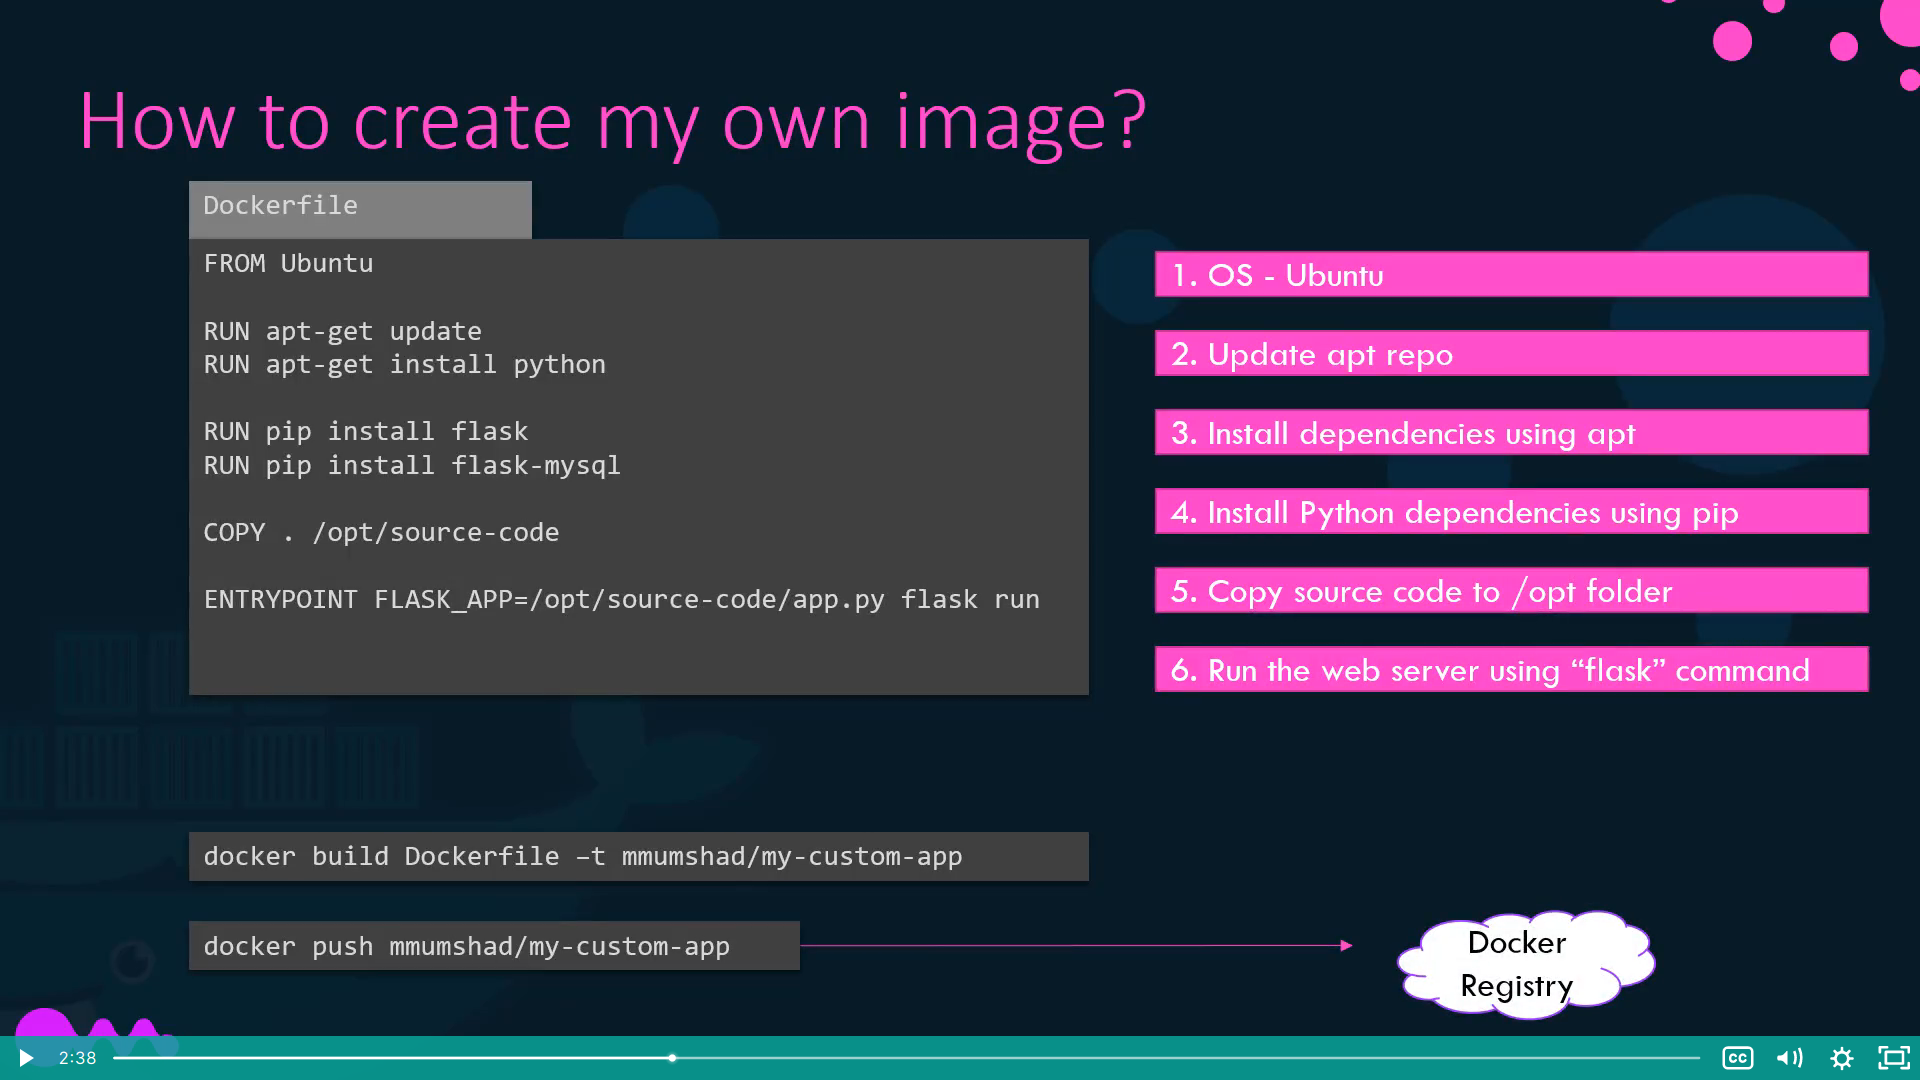 How to create my own image?
Dockerfile
FROM Ubuntu
RUN apt-get update
RUN apt-get install python
RUN pip install flask
RUN pip install flask-mysql
COPY . /opt/source-code
ENTRYPOINT FLASK_APP=/opt/source-code/app.py flask run
1. OS - Ubuntu
2. Update apt repo
3. Install dependencies using apt
4. Install Python dependencies using pip
5. Copy source code to /opt folder
6. Run the web server using “flask” command
docker build Dockerfile –t mmumshad/my-custom-app
docker push mmumshad/my-custom-app
Docker
Registry
2:38
CC